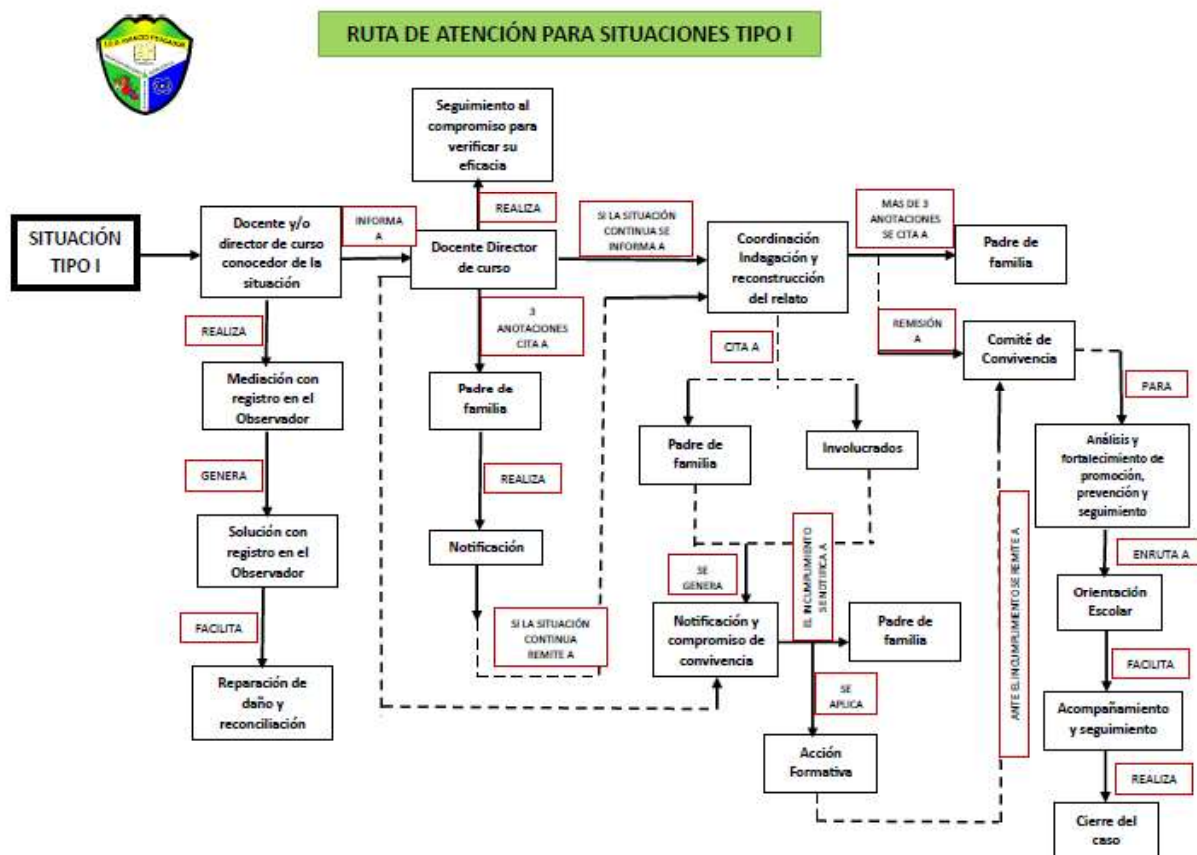 I.E.D. IGNACIO PESCADOR
RUTA DE ATENCIÓN PARA SITUACIONES TIPO I
SITUACIÓN
TIPO I
Docente y/o
director de curso
conocedor de la
situación
REALIZA
Mediación con
registro en el
Observador
GENERA
Solución con
registro en el
Observador
FACILITA
Reparación de
daño y
reconciliación
INFORMA
A
Docente Director
de curso
REALIZA
Seguimiento al
compromiso para
verificar su
eficacia
3
ANOTACIONES
CITA A
Padre de
familia
REALIZA
Notificación
SI LA SITUACIÓN
CONTINUA
REMITE A
SI LA SITUACIÓN
CONTINUA SE
INFORMA A
Coordinación
Indagación y
reconstrucción
del relato
CITA A
Padre de
familia
Involucrados
SE
GENERA
Notificación y
compromiso de
convivencia
EL INCUMPLIMIENTO
SE NOTIFICA A
Padre de
familia
SE
APLICA
Acción
Formativa
ANTE EL INCUMPLIMIENTO SE REMITE A
MAS DE 3
ANOTACIONES
SE CITA A
Padre de
familia
REMISIÓN
A
Comité de
Convivencia
PARA
Análisis y
fortalecimiento de
promoción,
prevención y
seguimiento
ENRUTA A
Orientación
Escolar
FACILITA
Acompañamiento
y seguimiento
REALIZA
Cierre del
caso